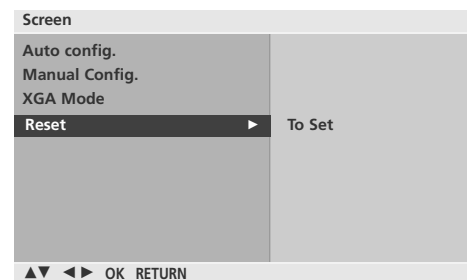 Screen
Auto config.
Manual Config.
XGA Mode
Reset ► To Set
▲▼ ◄► OK RETURN